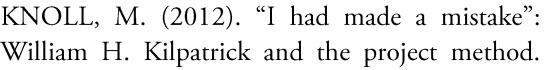 KNOLL, M. (2012). “I had made a mistake”:
William H. Kilpatrick and the project method.